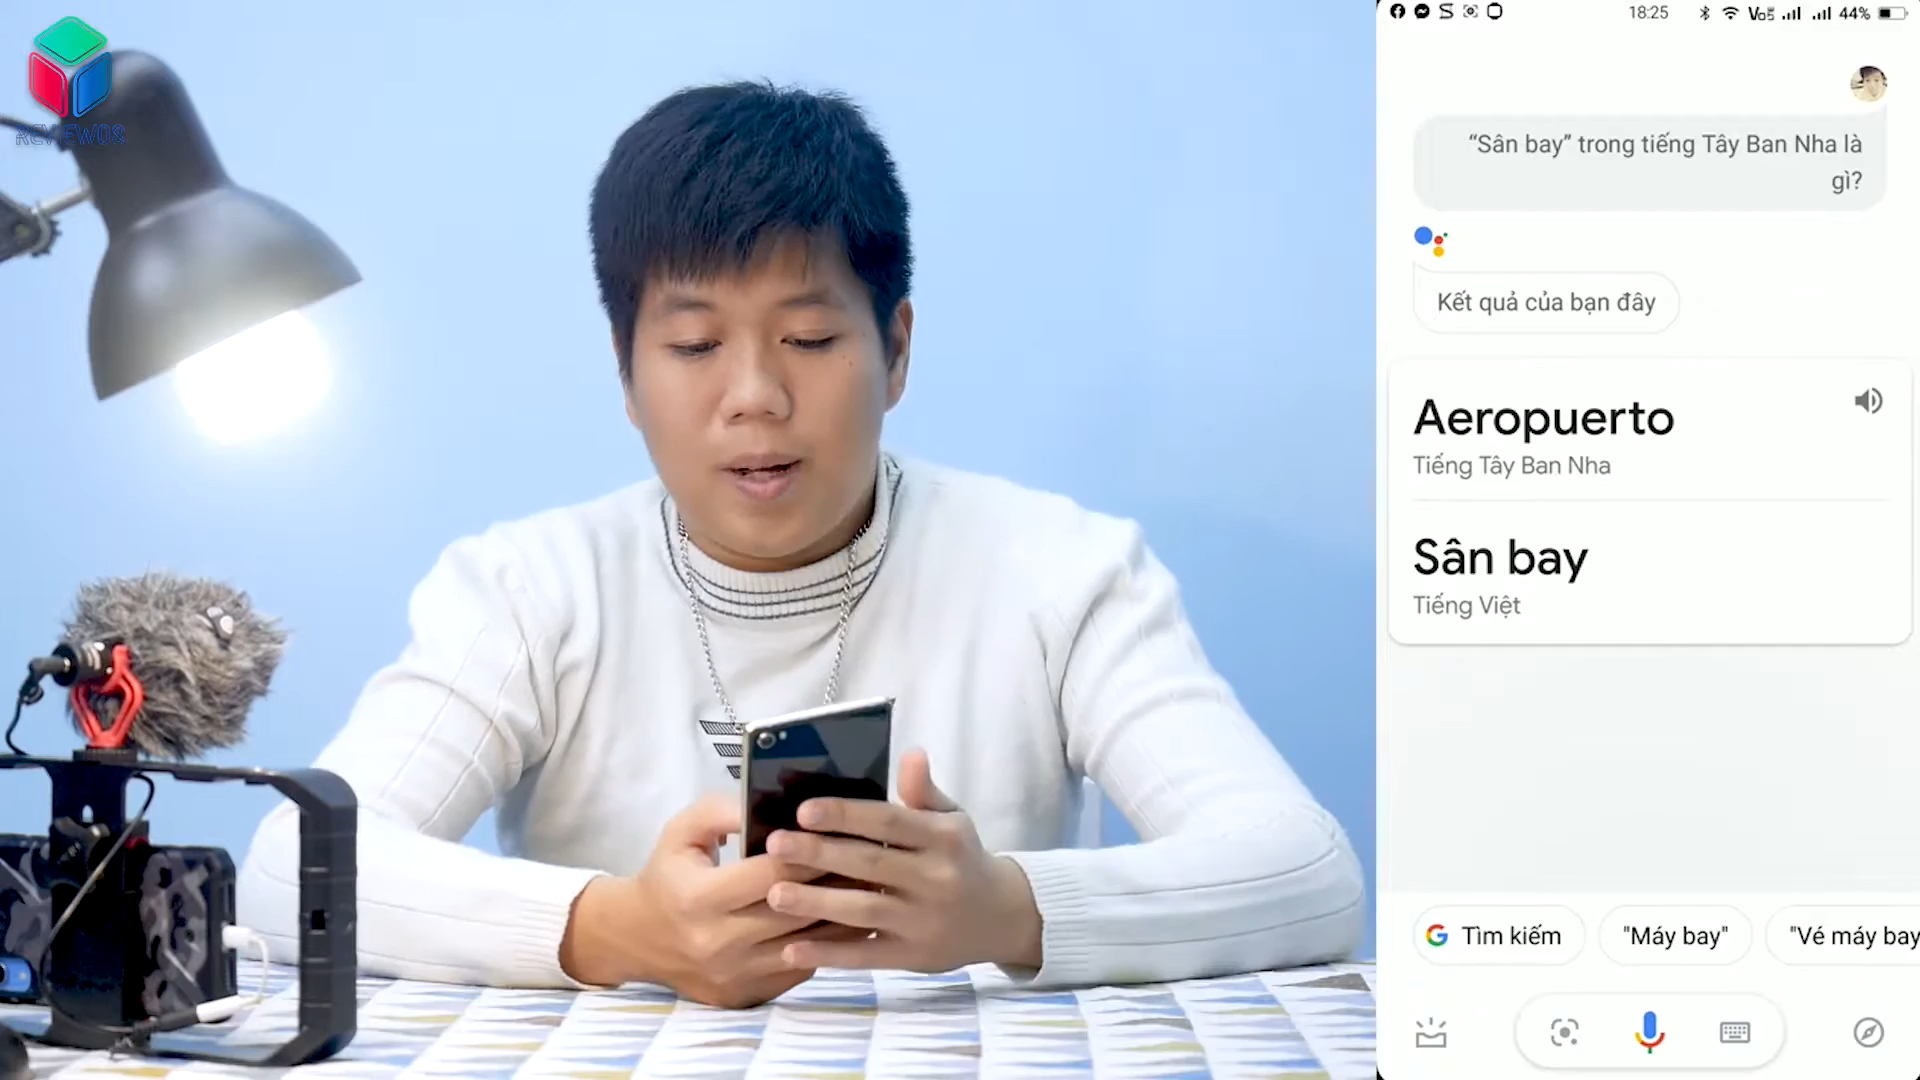 REVIEWDS
18:25
44%
“Sân bay” trong tiếng Tây Ban Nha là
gì?
Kết quả của bạn đây
Aeropuerto
Tiếng Tây Ban Nha
Sân bay
Tiếng Việt
Tìm kiếm
"Máy bay"
"Vé máy bay